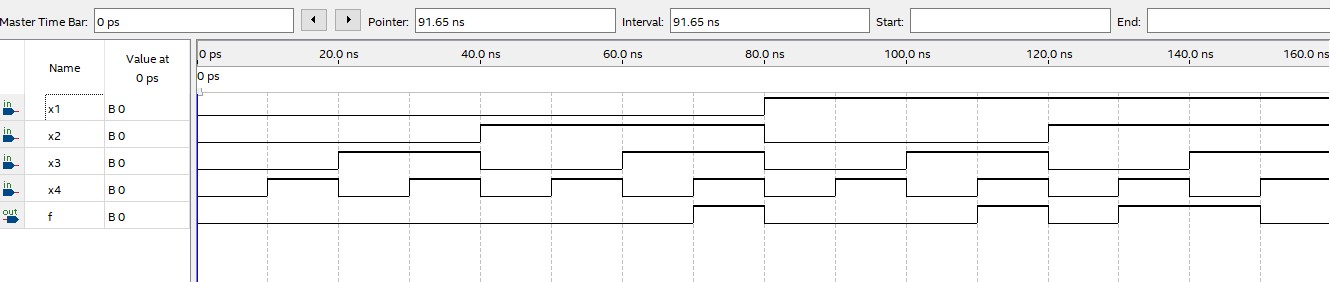 Master Time Bar: 0 ps Pointer: 91.65 ns Interval: 91.65 ns Start: End:
Name Value at 0 ps
0 ps 20.0 ns 40.0 ns 60.0 ns 80.0 ns 100.0 ns 120.0 ns 140.0 ns 160.0 ns
0 ps
in x1 B 0
in x2 B 0
in x3 B 0
in x4 B 0
out f B 0